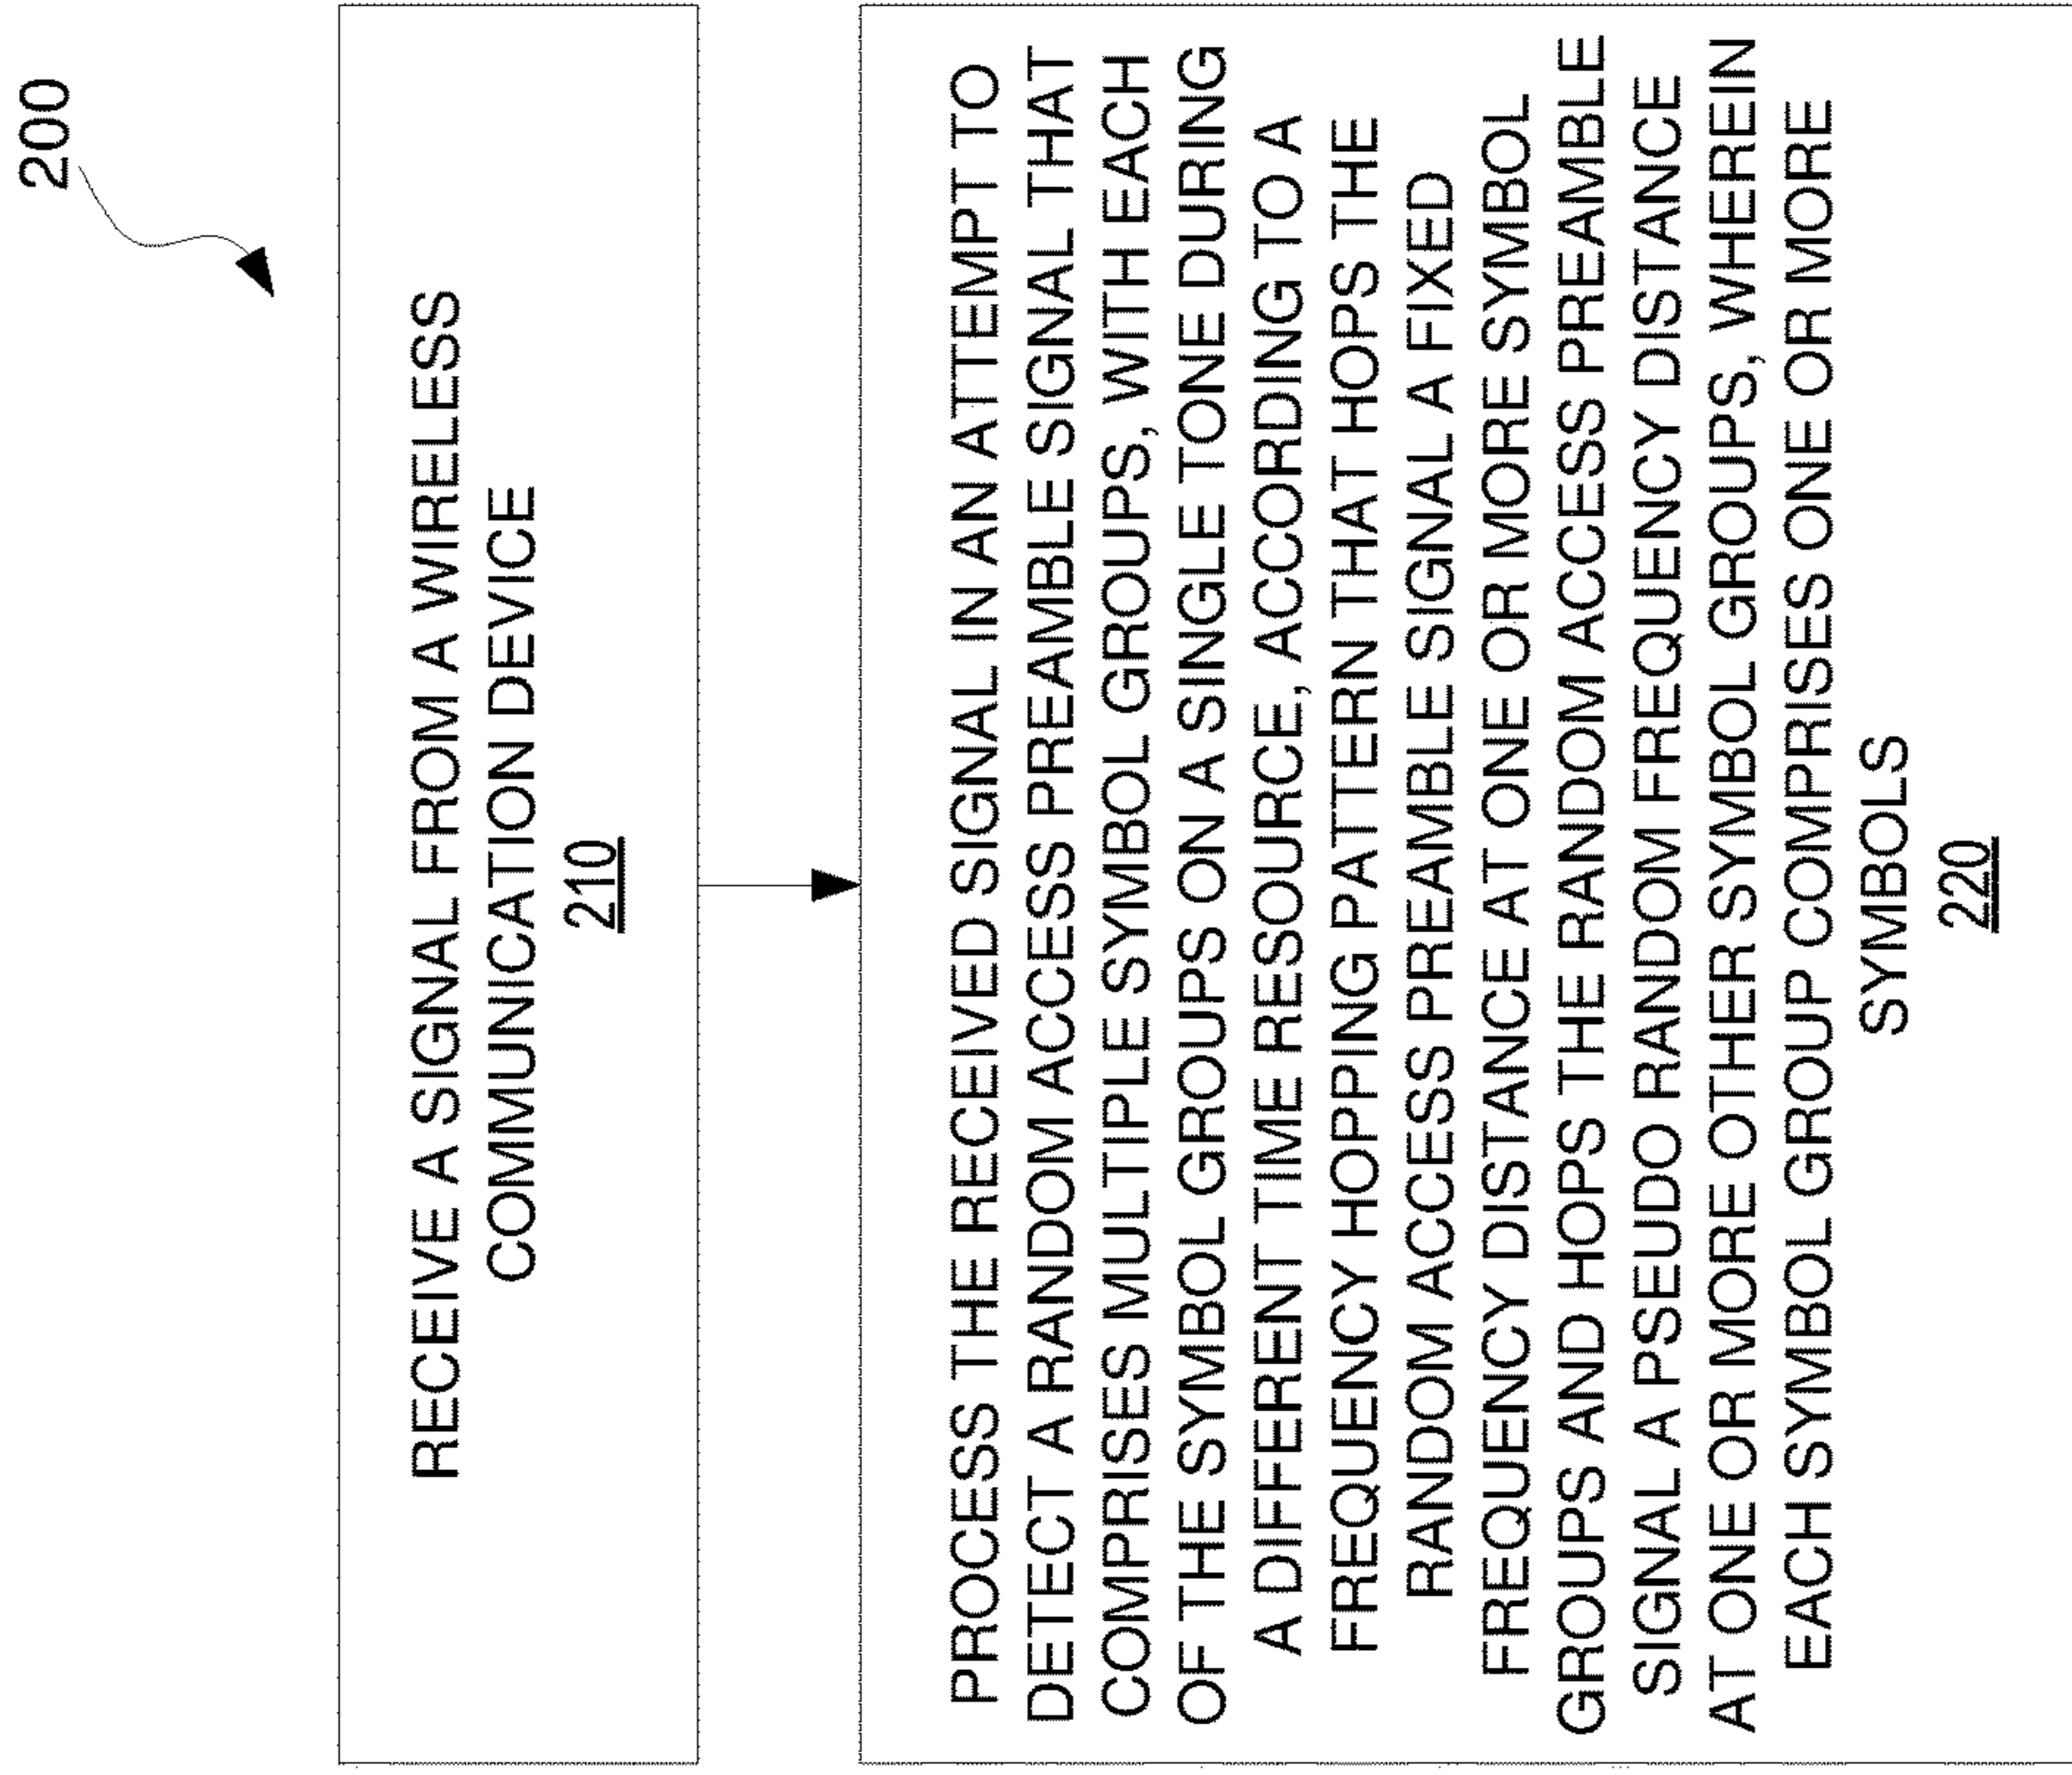 200
RECEIVE A SIGNAL FROM A WIRELESS
COMMUNICATION DEVICE
210
PROCESS THE RECEIVED SIGNAL IN AN ATTEMPT TO
DETECT A RANDOM ACCESS PREAMBLE SIGNAL THAT
COMPRISES MULTIPLE SYMBOL GROUPS, WITH EACH
OF THE SYMBOL GROUPS ON A SINGLE TONE DURING
A DIFFERENT TIME RESOURCE, ACCORDING TO A
FREQUENCY HOPPING PATTERN THAT HOPS THE
RANDOM ACCESS PREAMBLE SIGNAL A FIXED
FREQUENCY DISTANCE AT ONE OR MORE SYMBOL
GROUPS AND HOPS THE RANDOM ACCESS PREAMBLE
SIGNAL A PSEUDO RANDOM FREQUENCY DISTANCE
AT ONE OR MORE OTHER SYMBOL GROUPS, WHEREIN
EACH SYMBOL GROUP COMPRISES ONE OR MORE
SYMBOLS
220